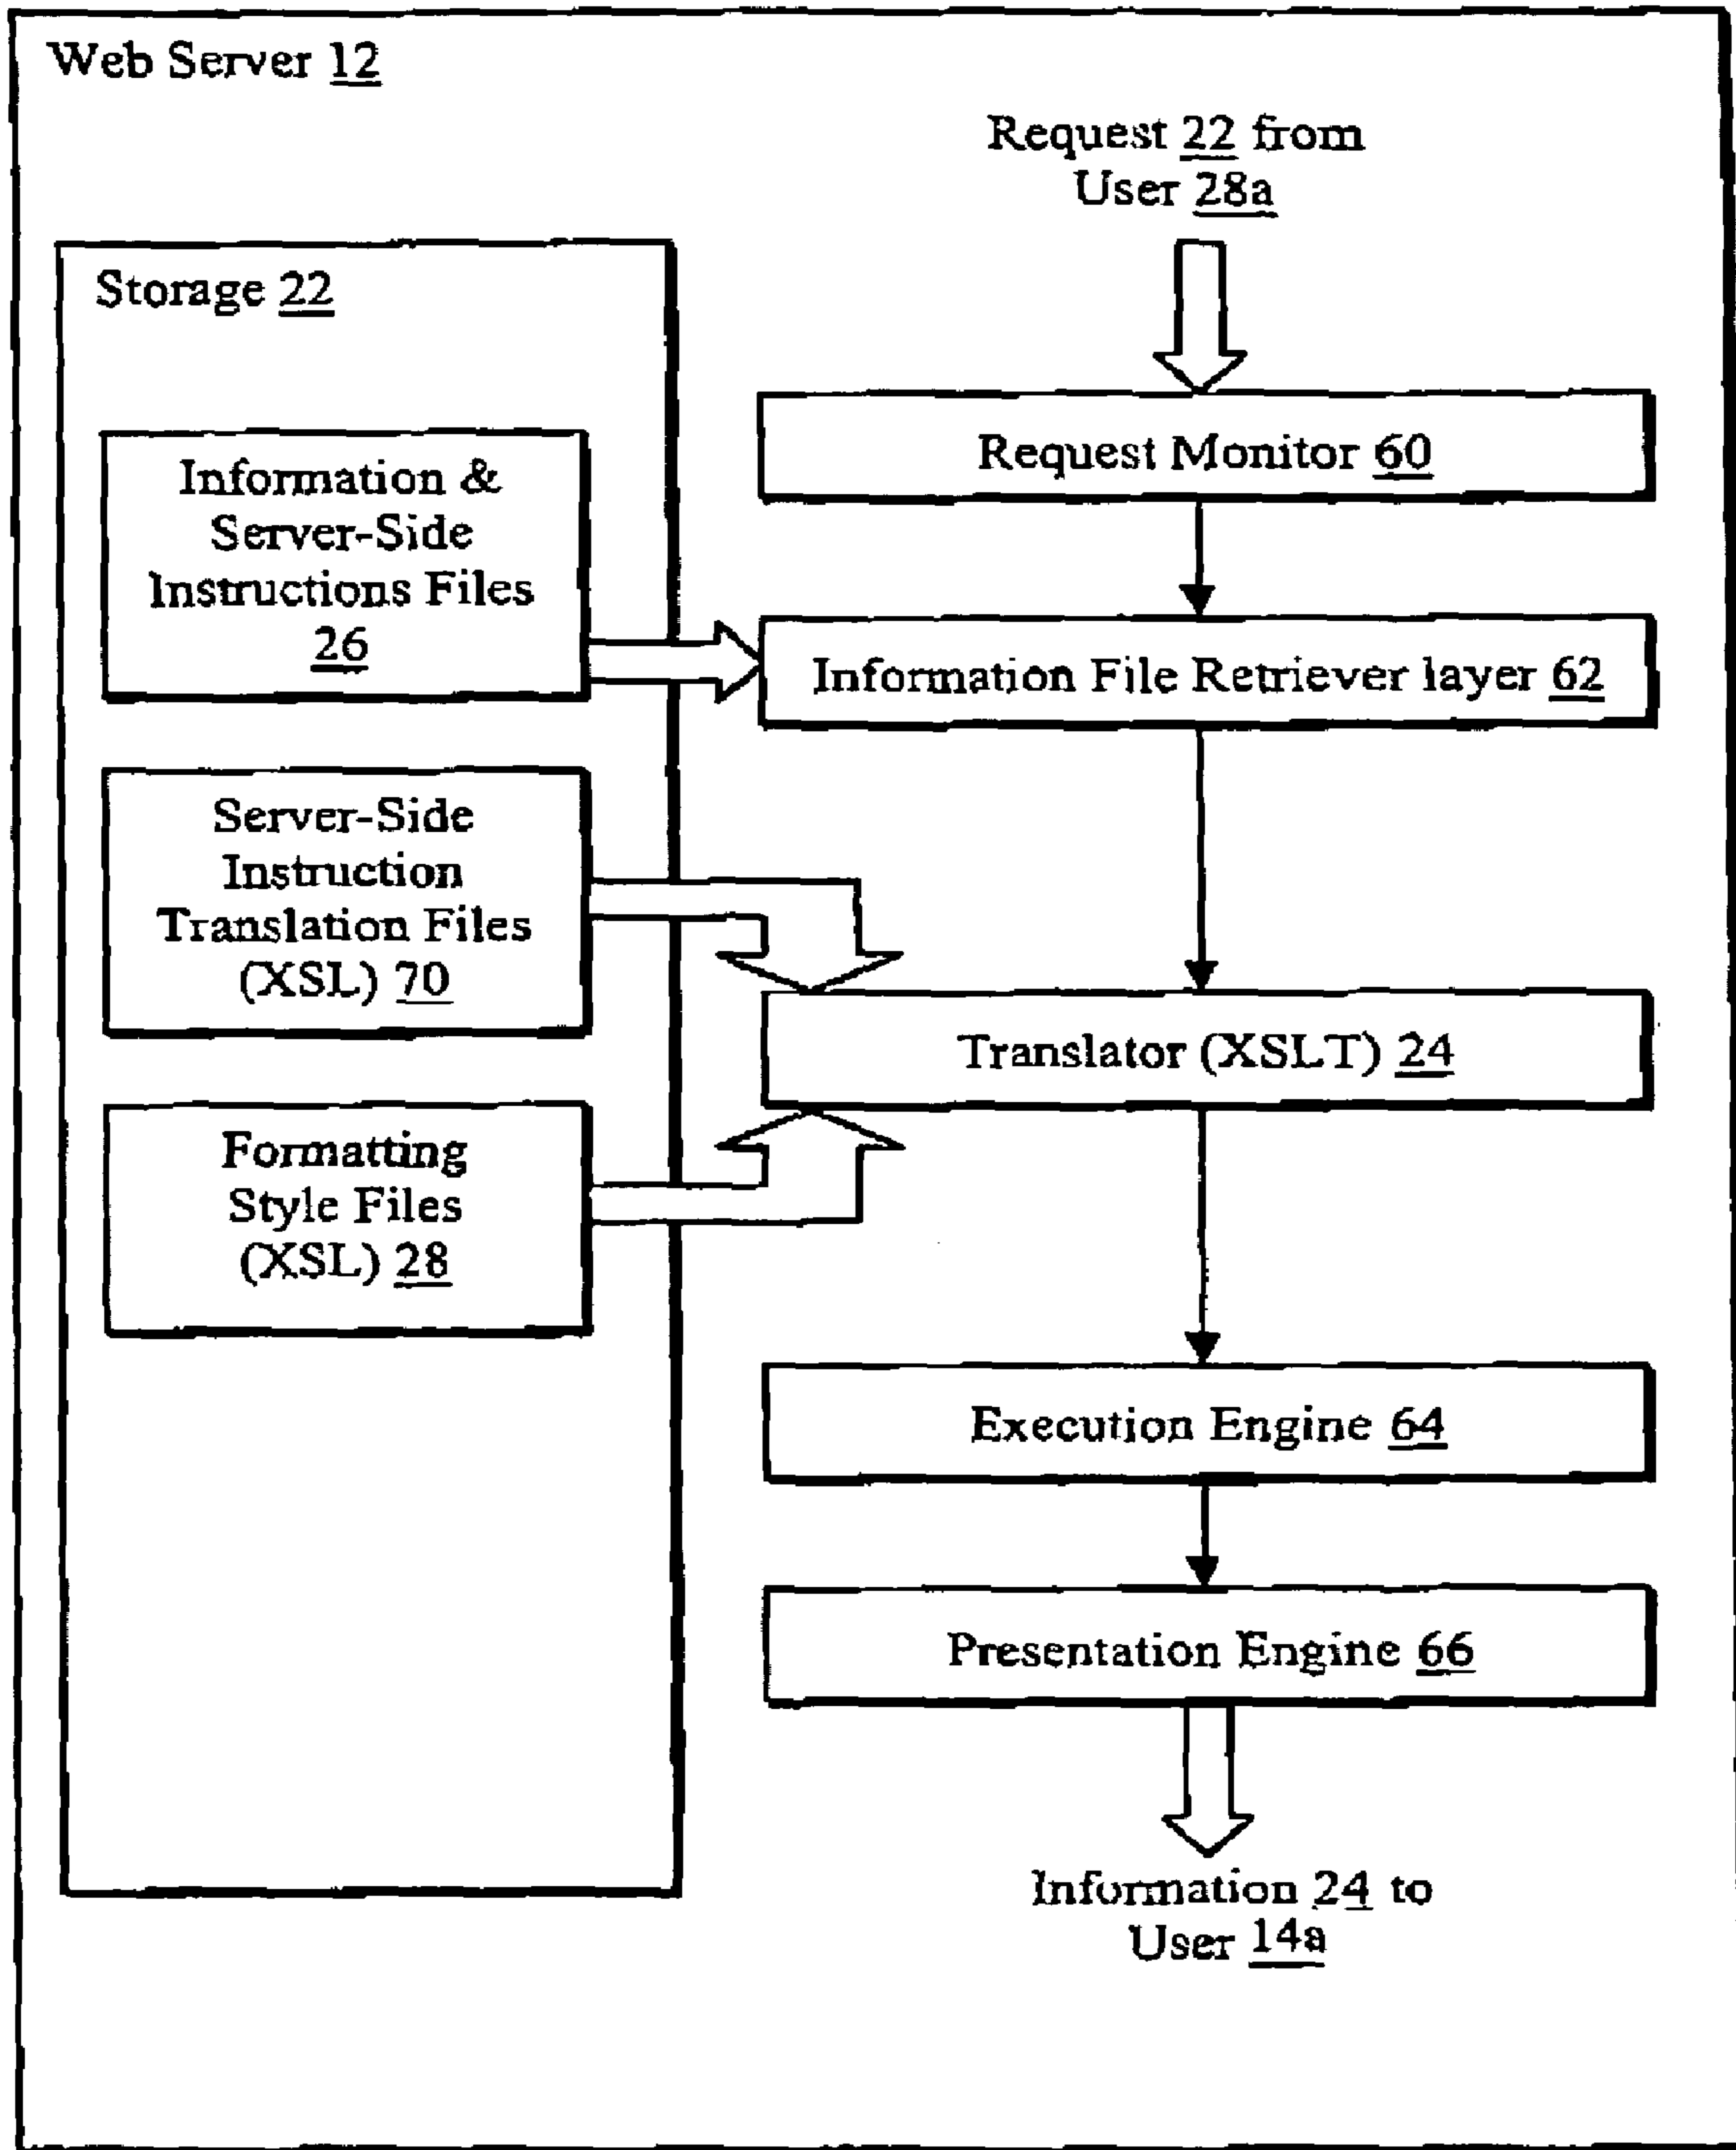 Web Server 12
Request 22 from
User 28a
Storage 22
Information &
Server-Side
Instructions Files
26
Server-Side
Instruction
Translation Files
(XSL) 70
Formatting
Style Files
(XSL) 28
Request Monitor 60
Information File Retriever layer 62
Translator (XSLT) 24
Execution Engine 64
Presentation Engine 66
Information 24 to
User 14a